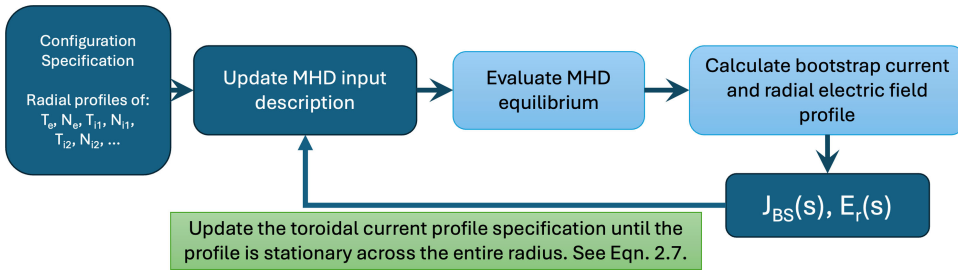 Configuration
Specification
Radial profiles of:
Tₑ, Nₑ, Tᵢ₁, Nᵢ₁,
Tᵢ₂, Nᵢ₂, ...
Update MHD input
description
Evaluate MHD
equilibrium
Calculate bootstrap current
and radial electric field
profile
J_BS(s), E_r(s)
Update the toroidal current profile specification until the
profile is stationary across the entire radius. See Eqn. 2.7.